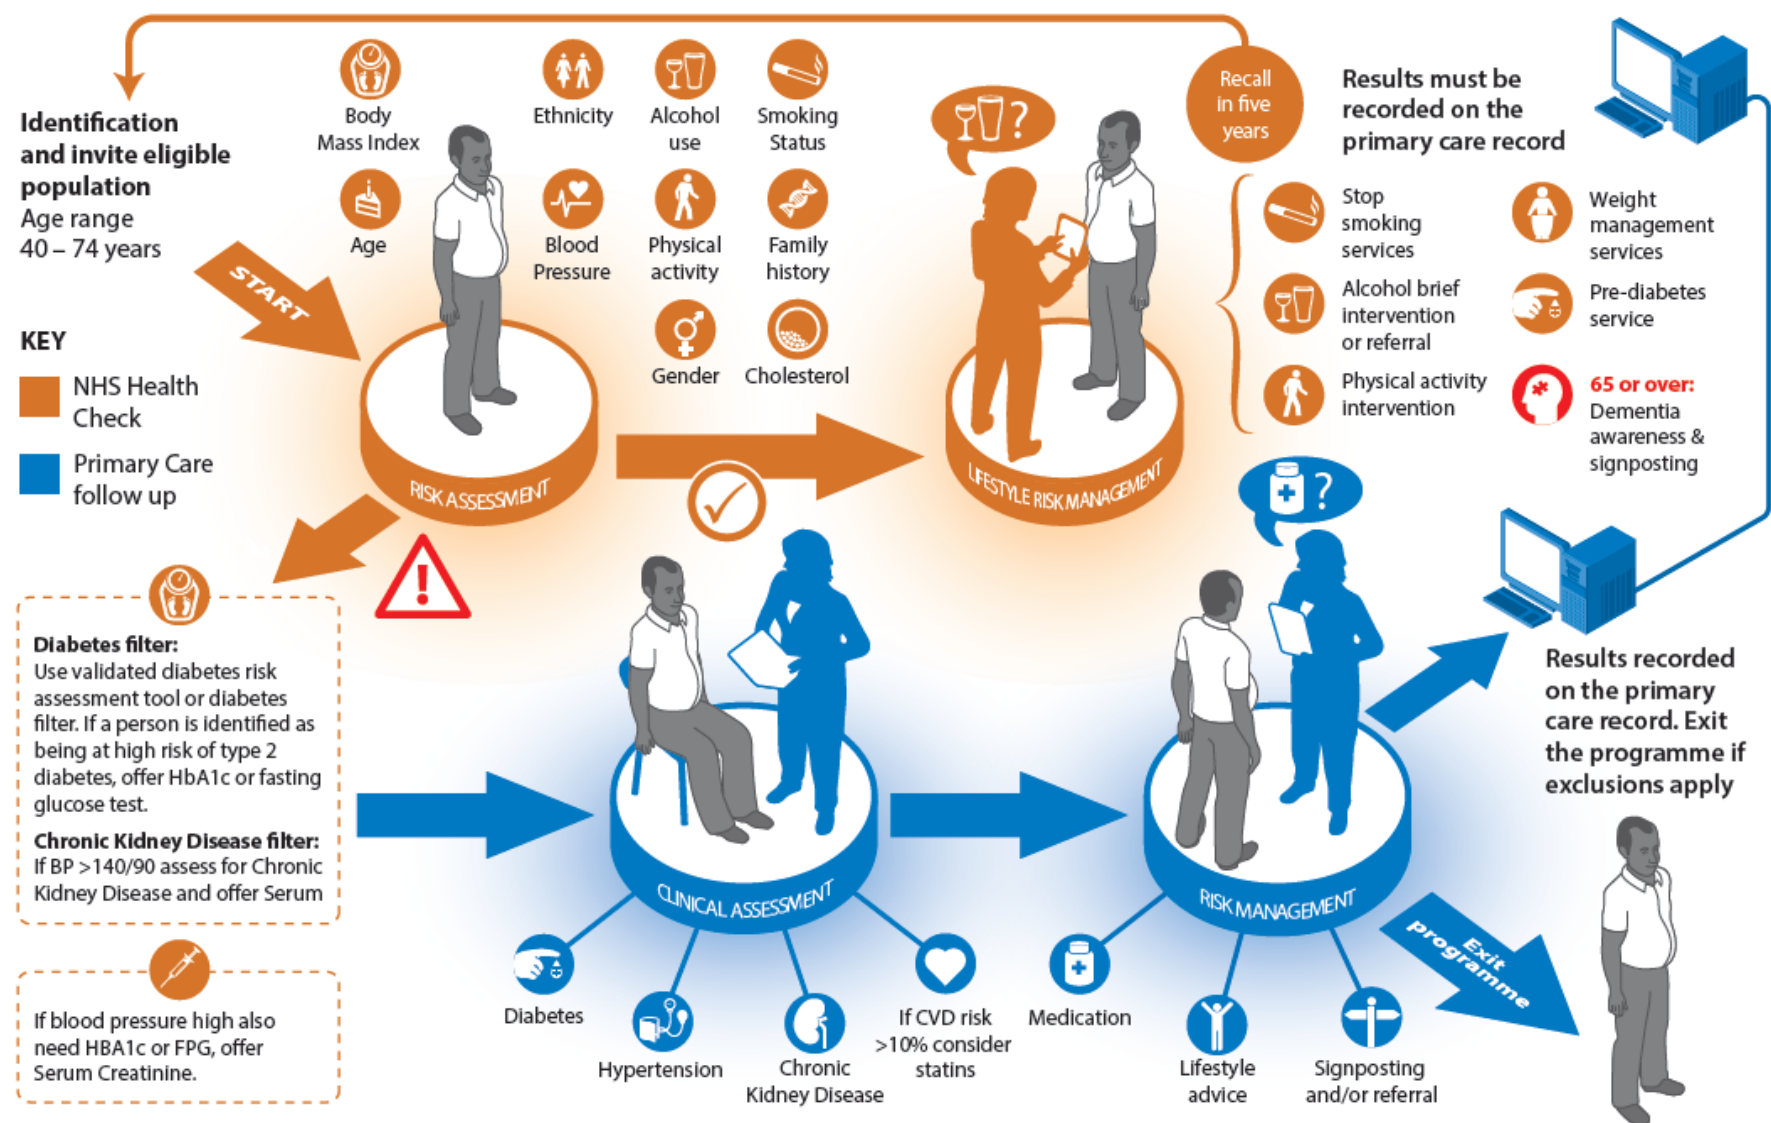 Identification
and invite eligible
population
Age range
40 – 74 years
START
KEY
NHS Health
Check
Primary Care
follow up
Body
Mass Index
Ethnicity
Alcohol
use
Smoking
Status
Age
Blood
Pressure
Physical
activity
Family
history
Gender
Cholesterol
RISK ASSESSMENT
?
LIFESTYLE RISK MANAGEMENT
Recall
in five
years
Results must be
recorded on the
primary care record
Stop
smoking
services
Weight
management
services
Alcohol brief
intervention
or referral
Pre-diabetes
service
Physical activity
intervention
65 or over:
Dementia
awareness &
signposting
!
Diabetes filter:
Use validated diabetes risk
assessment tool or diabetes
filter. If a person is identified as
being at high risk of type 2
diabetes, offer HbA1c or fasting
glucose test.
Chronic Kidney Disease filter:
If BP >140/90 assess for Chronic
Kidney Disease and offer Serum
If blood pressure high also
need HBA1c or FPG, offer
Serum Creatinine.
CLINICAL ASSESSMENT
Diabetes
Hypertension
Chronic
Kidney Disease
If CVD risk
>10% consider
statins
?
RISK MANAGEMENT
Medication
Lifestyle
advice
Signposting
and/or referral
Results recorded
on the primary
care record. Exit
the programme if
exclusions apply
Exit
programme